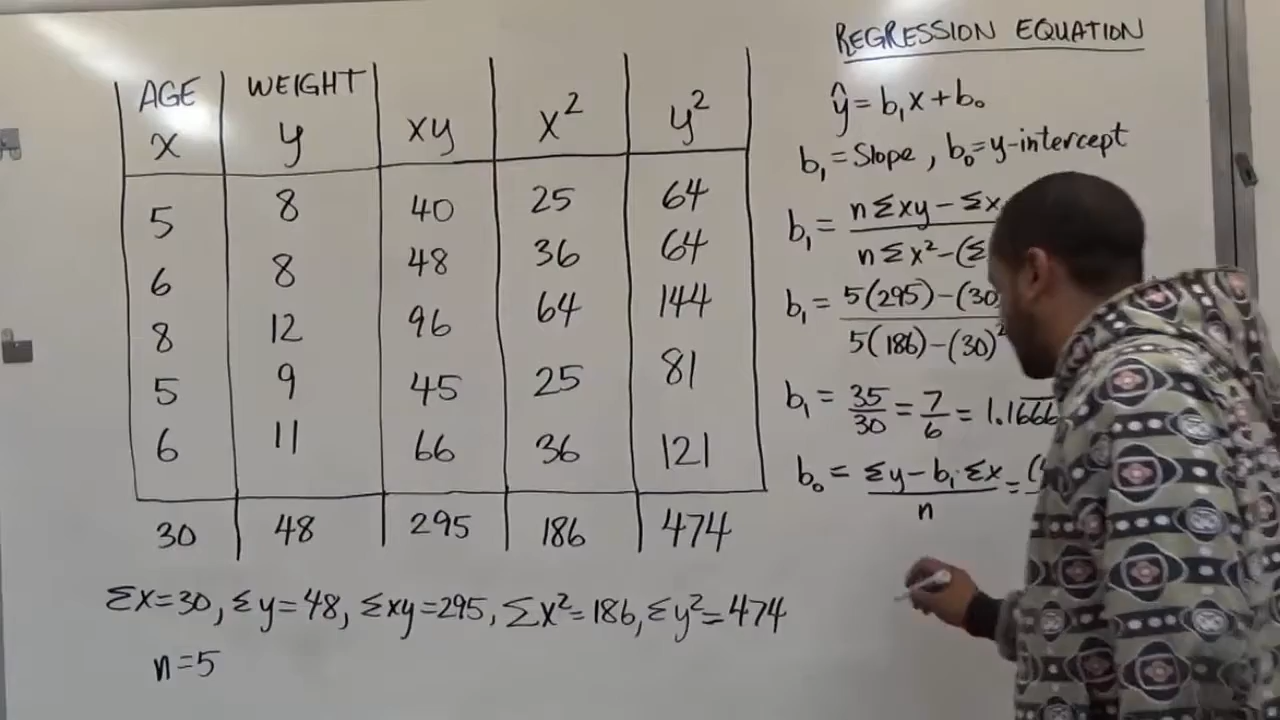 REGRESSION EQUATION
AGE WEIGHT
x y xy x² y²
5 8 40 25 64
6 8 48 36 64
8 12 96 64 144
5 9 45 25 81
6 11 66 36 121
30 48 295 186 474
Σx=30, Σy=48, Σxy=295, Σx²=186, Σy²=474
n=5
ŷ = b₁x + b₀
b₁ = Slope, b₀ = y-intercept
b₁ = nΣxy - Σx
nΣx² - (Σ
b₁ = 5(295) - (30
5(186) - (30)²
b₁ = 35/30 = 7/6 = 1.1666
b₀ = Σy - b₁·Σx = (
n